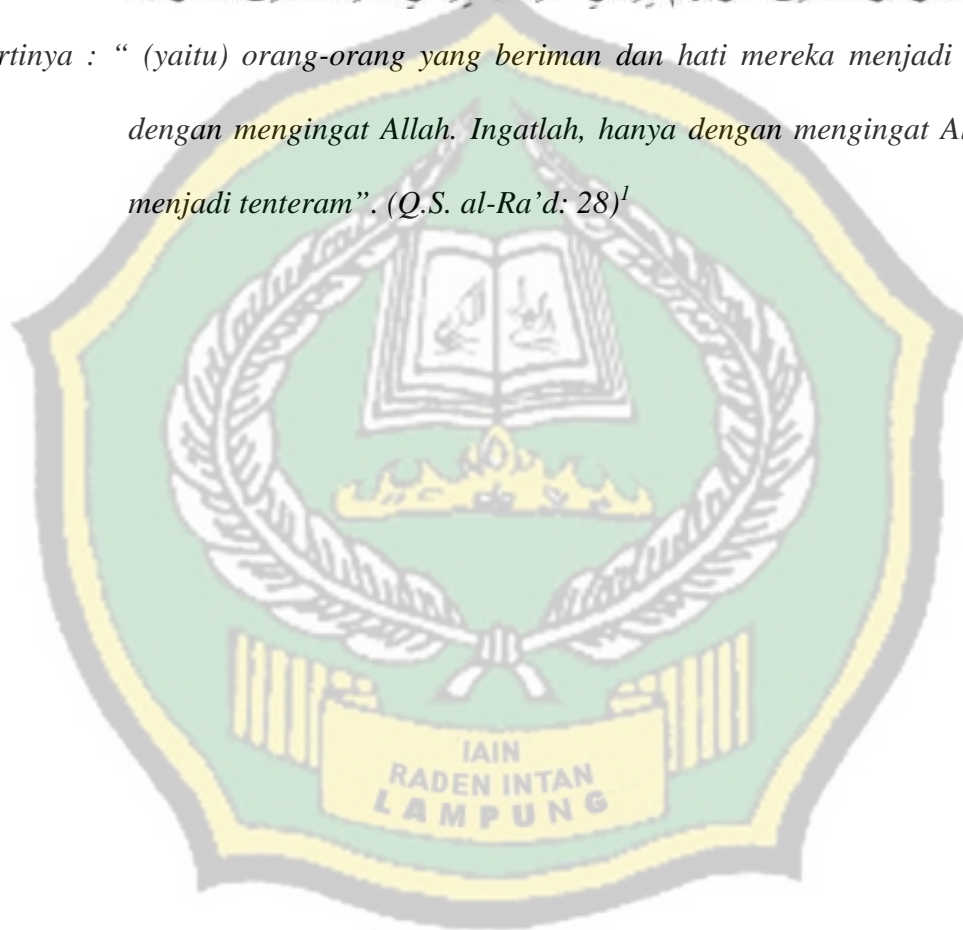 rtinya : “ (yaitu) orang-orang yang beriman dan hati mereka menjadi
dengan mengingat Allah. Ingatlah, hanya dengan mengingat Al
menjadi tenteram”. (Q.S. al-Ra’d: 28)1
IAIN
RADEN INTAN
LAMPUNG